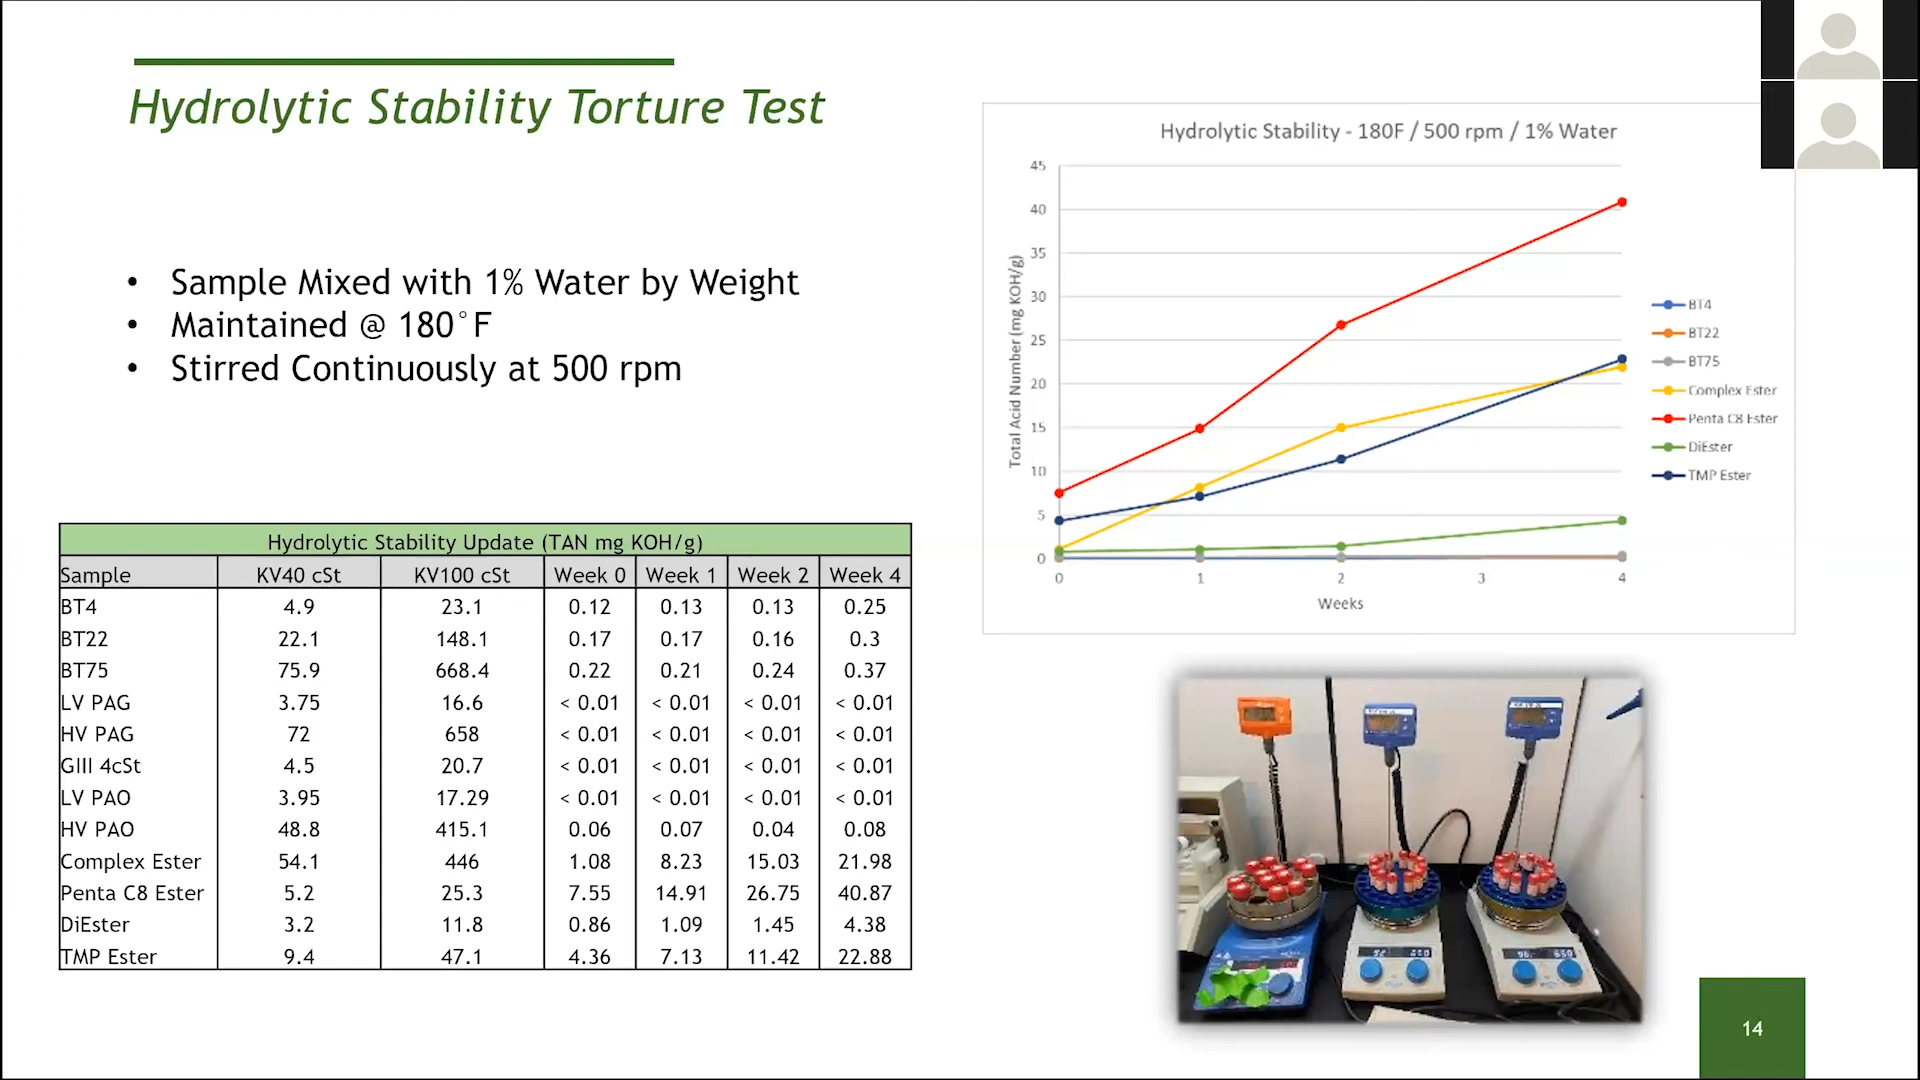 Hydrolytic Stability Torture Test
• Sample Mixed with 1% Water by Weight
• Maintained @ 180°F
• Stirred Continuously at 500 rpm
Hydrolytic Stability Update (TAN mg KOH/g)
Sample KV40 cSt KV100 cSt Week 0 Week 1 Week 2 Week 4
BT4 4.9 23.1 0.12 0.13 0.13 0.25
BT22 22.1 148.1 0.17 0.17 0.16 0.3
BT75 75.9 668.4 0.22 0.21 0.24 0.37
LV PAG 3.75 16.6 < 0.01 < 0.01 < 0.01 < 0.01
HV PAG 72 658 < 0.01 < 0.01 < 0.01 < 0.01
GIII 4cSt 4.5 20.7 < 0.01 < 0.01 < 0.01 < 0.01
LV PAO 3.95 17.29 < 0.01 < 0.01 < 0.01 < 0.01
HV PAO 48.8 415.1 0.06 0.07 0.04 0.08
Complex Ester 54.1 446 1.08 8.23 15.03 21.98
Penta C8 Ester 5.2 25.3 7.55 14.91 26.75 40.87
DiEster 3.2 11.8 0.86 1.09 1.45 4.38
TMP Ester 9.4 47.1 4.36 7.13 11.42 22.88
Hydrolytic Stability - 180F / 500 rpm / 1% Water
Total Acid Number (mg KOH/g)
45
40
35
30
25
20
15
10
5
0
0 1 2 3 4
Weeks
BT4
BT22
BT75
Complex Ester
Penta C8 Ester
DiEster
TMP Ester
14